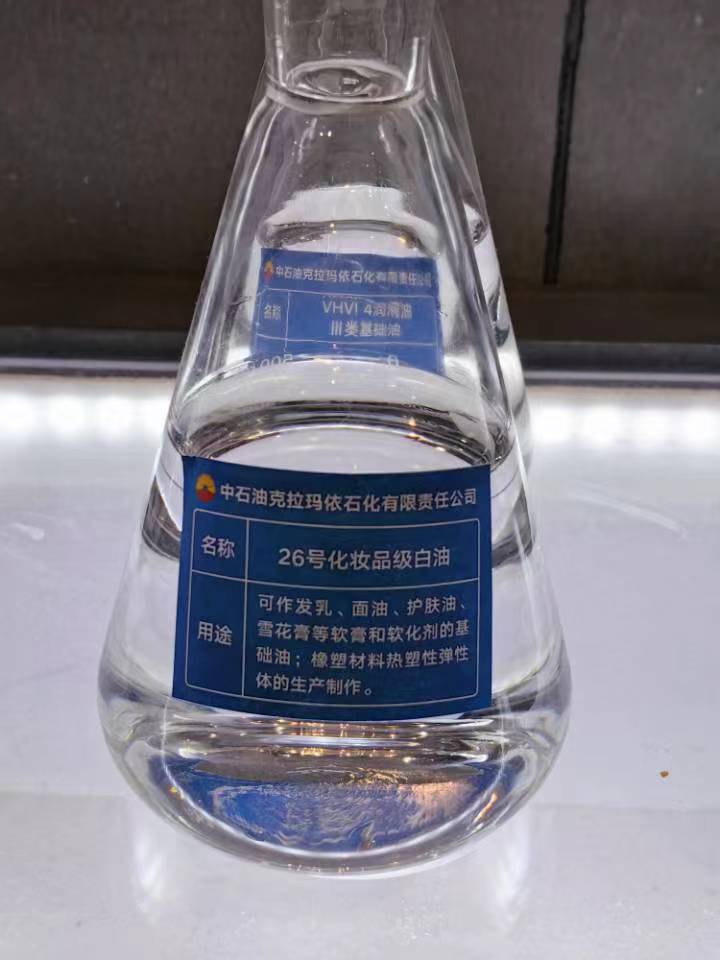 中石油克拉玛依石化有限责任公司
名称
VHVI 4润滑油
III类基础油
中石油克拉玛依石化有限责任公司
名称
26号化妆品级白油
用途
可作发乳、面油、护肤油、
雪花膏等软膏和软化剂的基
础油；橡塑材料热塑性弹性
体的生产制作。